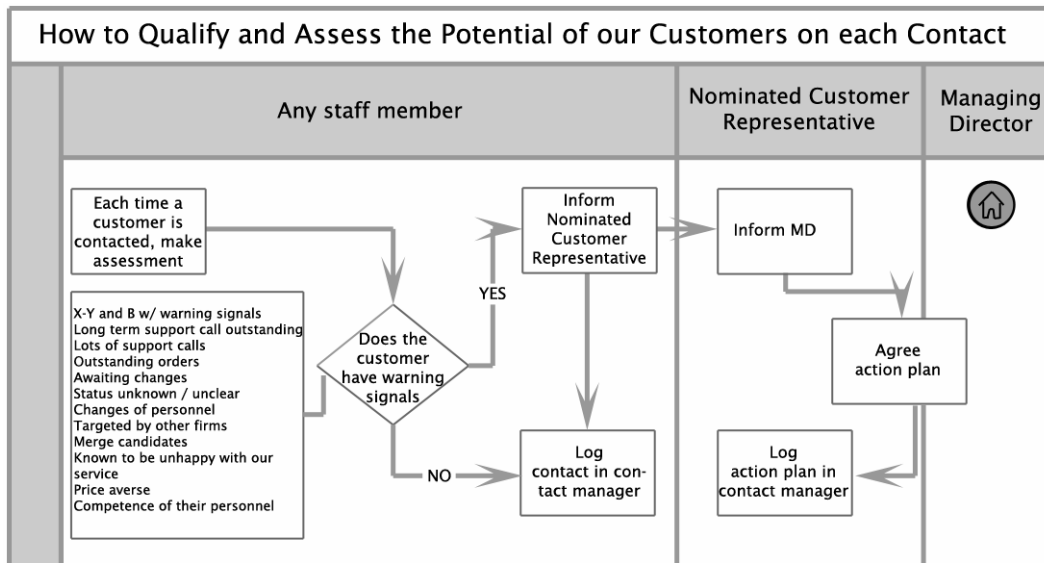 How to Qualify and Assess the Potential of our Customers on each Contact
Any staff member
Nominated Customer
Representative
Managing
Director
Each time a
customer is
contacted, make
assessment
X-Y and B w/ warning signals
Long term support call outstanding
Lots of support calls
Outstanding orders
Awaiting changes
Status unknown / unclear
Changes of personnel
Targeted by other firms
Merge candidates
Known to be unhappy with our
service
Price averse
Competence of their personnel
Does the
customer
have warning
signals
YES
NO
Inform
Nominated
Customer
Representative
Log
contact in con-
tact manager
Inform MD
Agree
action plan
Log
action plan in
contact manager